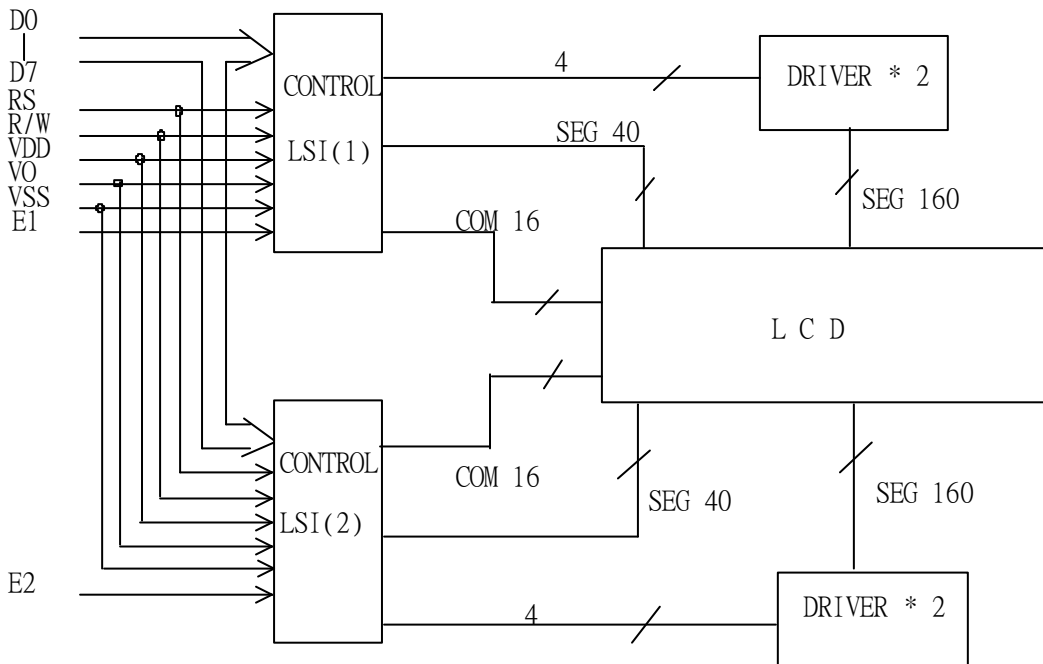 D0
D7
RS
R/W
VDD
VO
VSS
E1
CONTROL
LSI(1)
4
DRIVER * 2
SEG 40
SEG 160
COM 16
L C D
CONTROL
LSI(2)
COM 16
SEG 40
SEG 160
E2
4
DRIVER * 2